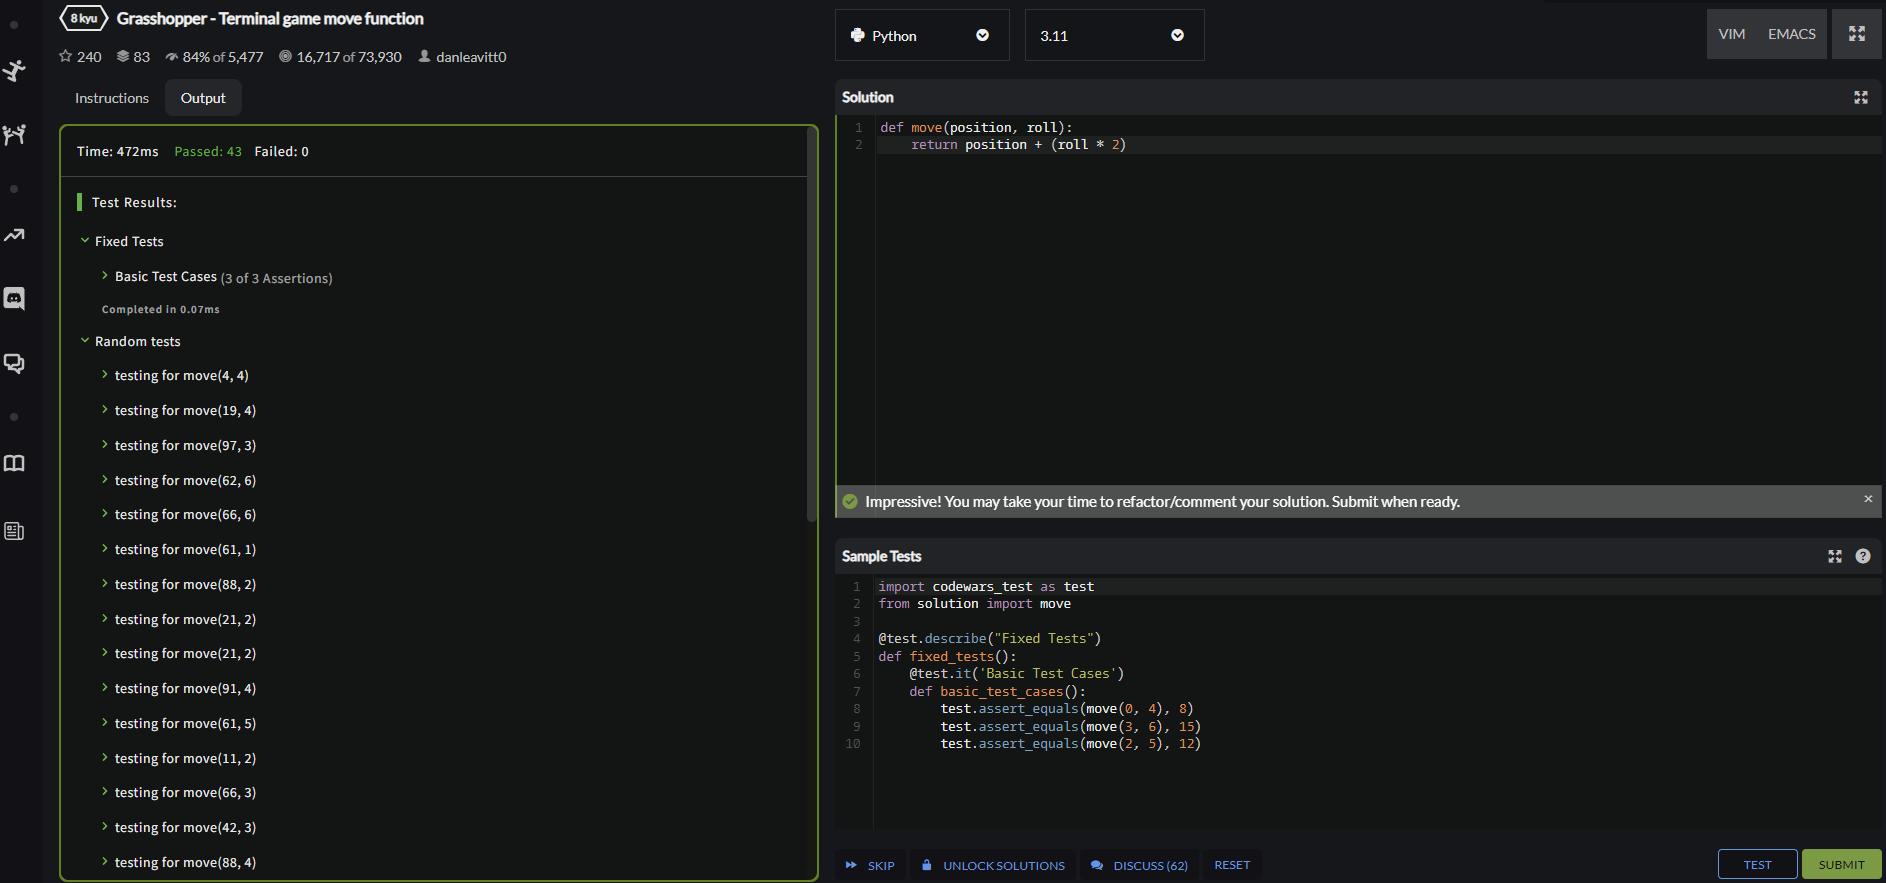 8 kyu Grasshopper - Terminal game move function
240 83 84% of 5,477 16,717 of 73,930 danleavitt0
Instructions Output
Time: 472ms Passed: 43 Failed: 0
Test Results:
Fixed Tests
Basic Test Cases (3 of 3 Assertions)
Completed in 0.07ms
Random tests
testing for move(4, 4)
testing for move(19, 4)
testing for move(97, 3)
testing for move(62, 6)
testing for move(66, 6)
testing for move(61, 1)
testing for move(88, 2)
testing for move(21, 2)
testing for move(21, 2)
testing for move(91, 4)
testing for move(61, 5)
testing for move(11, 2)
testing for move(66, 3)
testing for move(42, 3)
testing for move(88, 4)
Python 3.11 VIM EMACS
Solution
1 def move(position, roll):
2     return position + (roll * 2)
Impressive! You may take your time to refactor/comment your solution. Submit when ready. ×
Sample Tests ?
1 import codewars_test as test
2 from solution import move
3
4 @test.describe("Fixed Tests")
5 def fixed_tests():
6     @test.it('Basic Test Cases')
7     def basic_test_cases():
8         test.assert_equals(move(0, 4), 8)
9         test.assert_equals(move(3, 6), 15)
10         test.assert_equals(move(2, 5), 12)
SKIP UNLOCK SOLUTIONS DISCUSS (62) RESET TEST SUBMIT